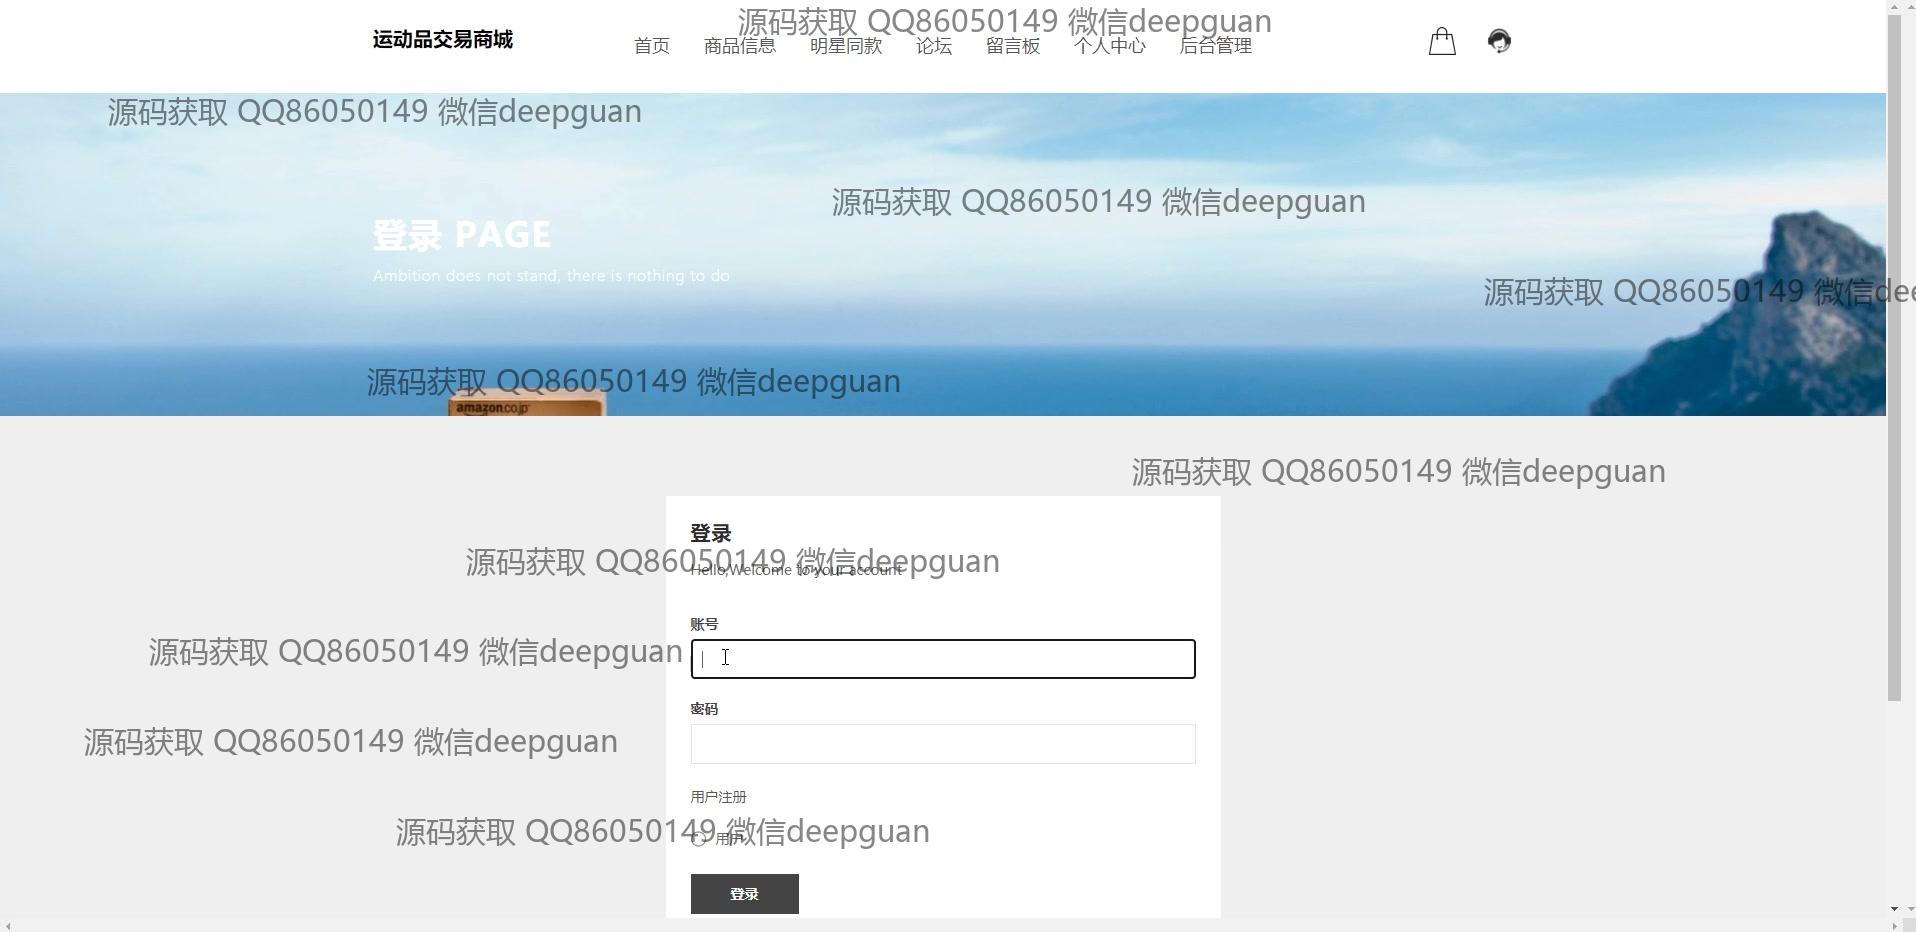 源码获取 QQ86050149 微信deepguan
运动品交易商城
首页 商品信息 明星同款 论坛 留言板 个人中心 后台管理
源码获取 QQ86050149 微信deepguan
源码获取 QQ86050149 微信deepguan
登录 PAGE
Ambition does not stand, there is nothing to do
源码获取 QQ86050149 微信dee
源码获取 QQ86050149 微信deepguan
amazon.co.jp
源码获取 QQ86050149 微信deepguan
登录
源码获取 QQ86050149 微信deepguan
Hello,Welcome to your account
账号
源码获取 QQ86050149 微信deepguan
密码
源码获取 QQ86050149 微信deepguan
用户注册
源码获取 QQ86050149 微信deepguan
用户
登录